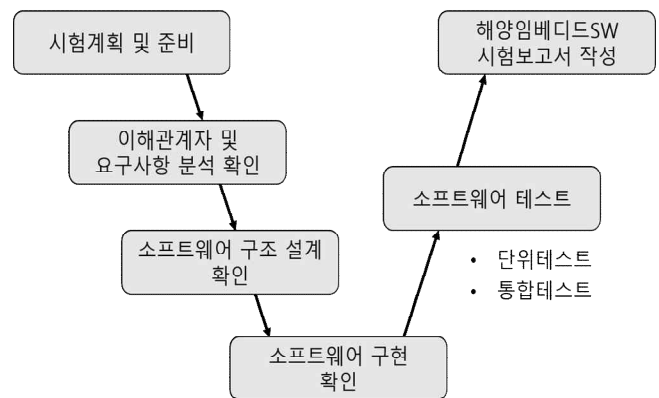 시험계획 및 준비
이해관계자 및
요구사항 분석 확인
소프트웨어 구조 설계
확인
소프트웨어 구현
확인
소프트웨어 테스트
• 단위테스트
• 통합테스트
해양임베디드SW
시험보고서 작성